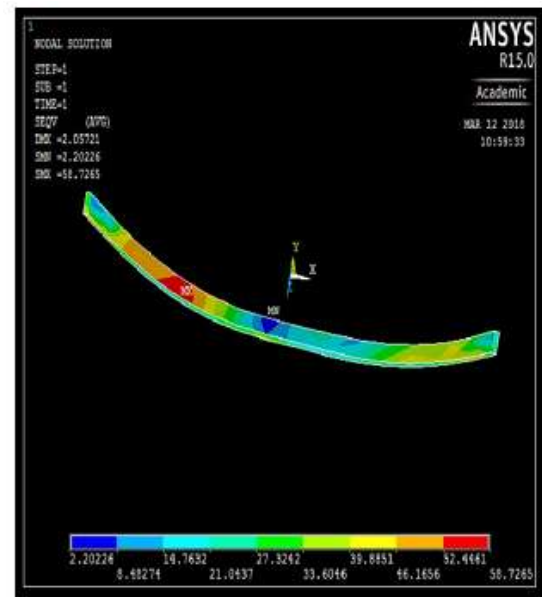 1
NODAL SOLUTION
STEP=1
SUB =1
TIME=1
SEQV (AVG)
DMX =2.05721
SMN =2.20226
SMX =58.7265
ANSYS
R15.0
Academic
MAR 12 2018
10:59:33
Y
X
MX
MN
2.20226 14.7632 27.3242 39.8851 52.4461
8.48274 21.0437 33.6046 46.1656 58.7265